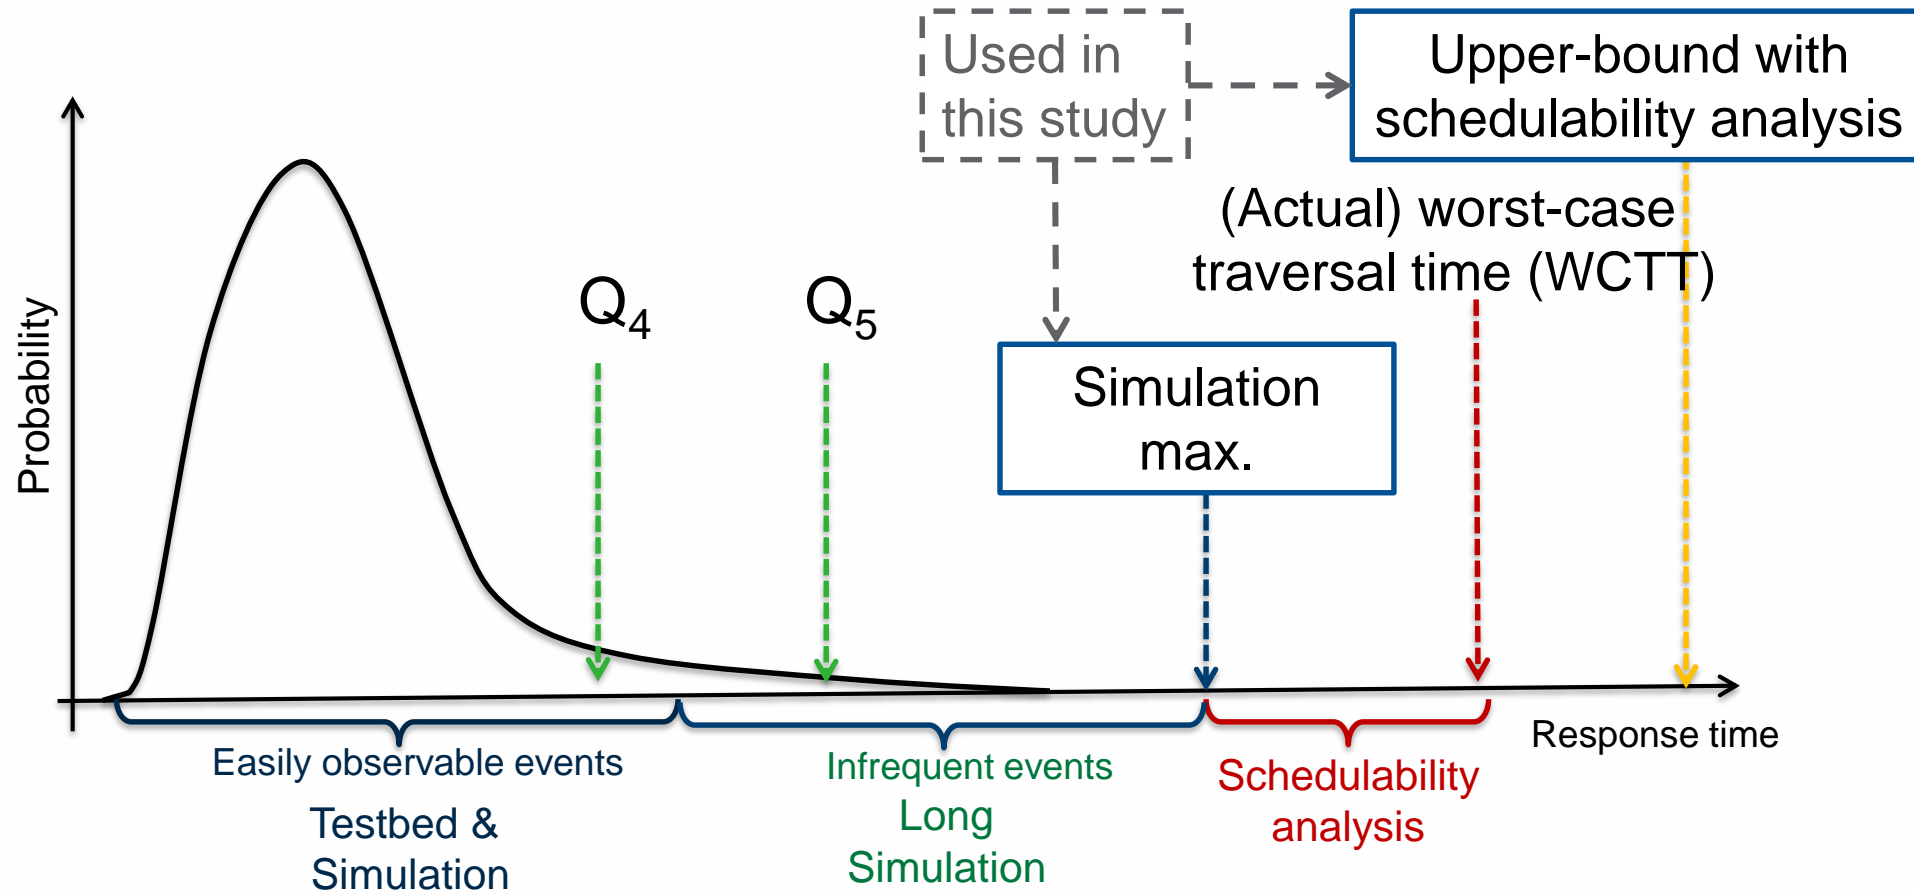 Used in
this study
Upper-bound with
schedulability analysis
(Actual) worst-case
traversal time (WCTT)
Q4
Q5
Simulation
max.
Probability
Response time
Easily observable events
Testbed &
Simulation
Infrequent events
Long
Simulation
Schedulability
analysis